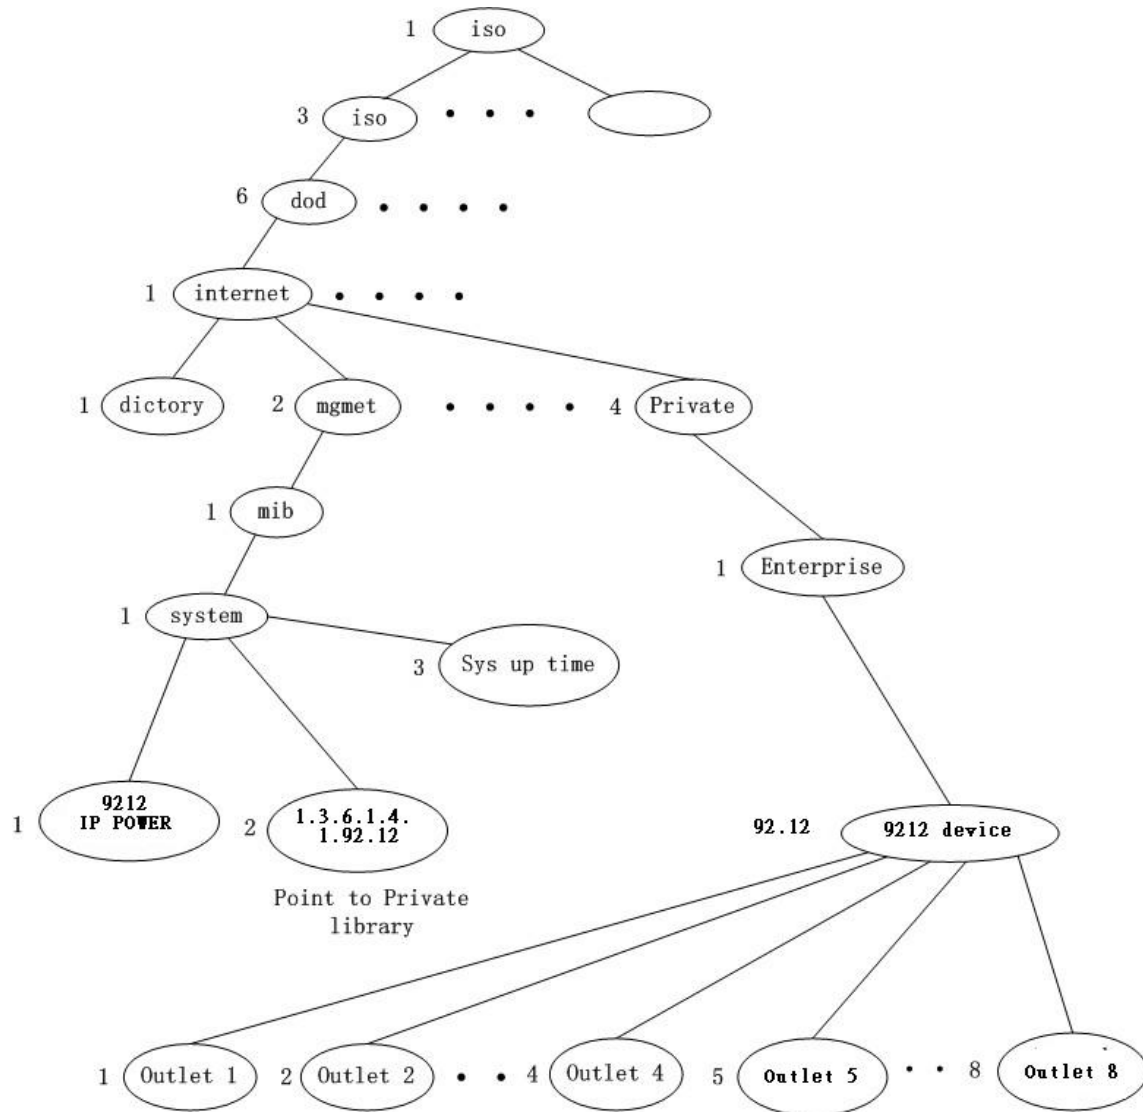 1 iso
3 iso
6 dod
1 internet
1 dictory 2 mgmet 4 Private
1 mib
1 Enterprise
1 system
3 Sys up time
1 9212
IP POWER
2 1.3.6.1.4.
1.92.12
92.12 9212 device
Point to Private
library
1 Outlet 1 2 Outlet 2 4 Outlet 4 5 Outlet 5 8 Outlet 8